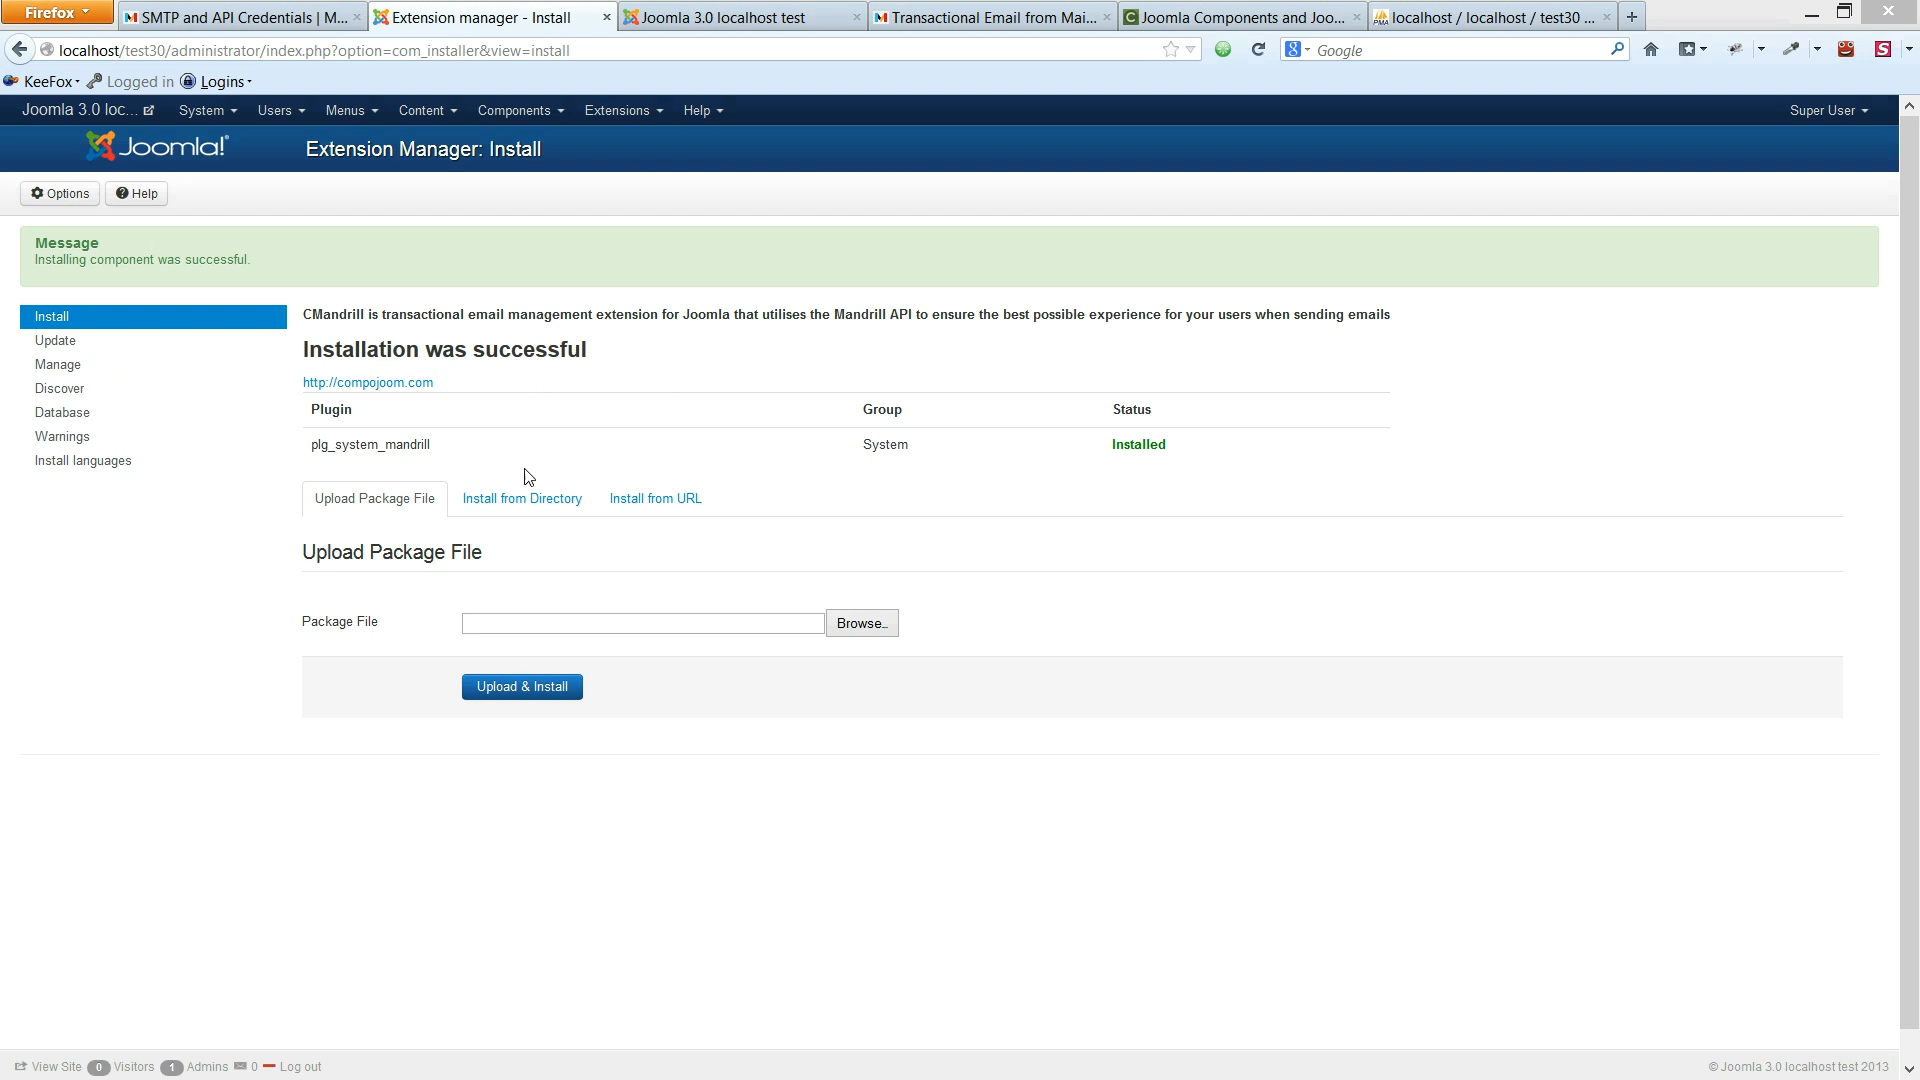 Firefox
SMTP and API Credentials | M...
Extension manager - Install
Joomla 3.0 localhost test
Transactional Email from Mai...
Joomla Components and Joo...
localhost / localhost / test30 ...
localhost/test30/administrator/index.php?option=com_installer&view=install
Google
KeeFox
Logged in
Logins
Joomla 3.0 loc...
System
Users
Menus
Content
Components
Extensions
Help
Super User
Joomla!®
Extension Manager: Install
Options
Help
Message
Installing component was successful.
Install
Update
Manage
Discover
Database
Warnings
Install languages
CMandrill is transactional email management extension for Joomla that utilises the Mandrill API to ensure the best possible experience for your users when sending emails
Installation was successful
http://compojoom.com
Plugin Group Status
plg_system_mandrill System Installed
Upload Package File Install from Directory Install from URL
Upload Package File
Package File Browse...
Upload & Install
View Site 0 Visitors 1 Admins 0 Log out
© Joomla 3.0 localhost test 2013